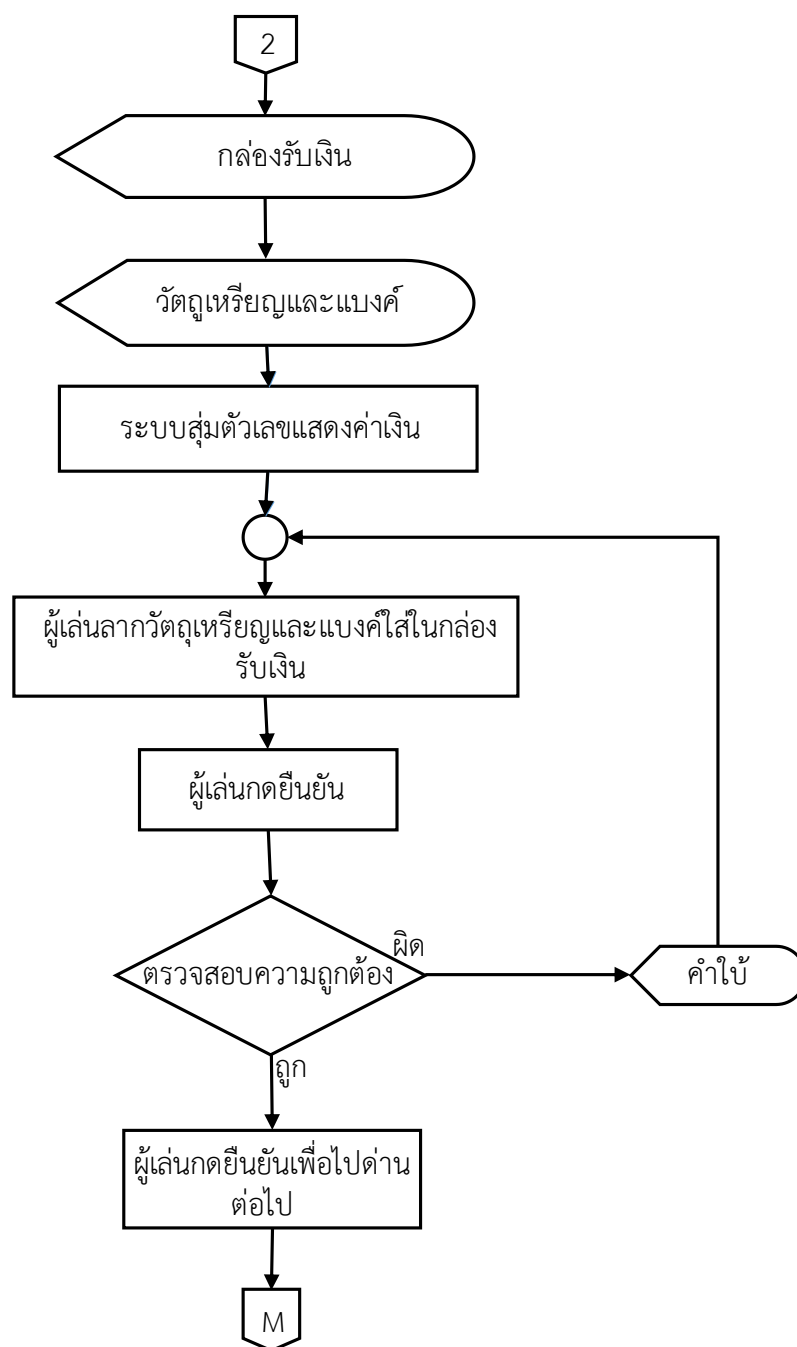 2
กล่องรับเงิน
วัตถูเหรียญและแบงค์
ระบบสุ่มตัวเลขแสดงค่าเงิน
ผู้เล่นลากวัตถุเหรียญและแบงค์ใส่ในกล่อง
รับเงิน
ผู้เล่นกดยืนยัน
ผิด
ตรวจสอบความถูกต้อง
คำใบ้
ถูก
ผู้เล่นกดยืนยันเพื่อไปด่าน
ต่อไป
M